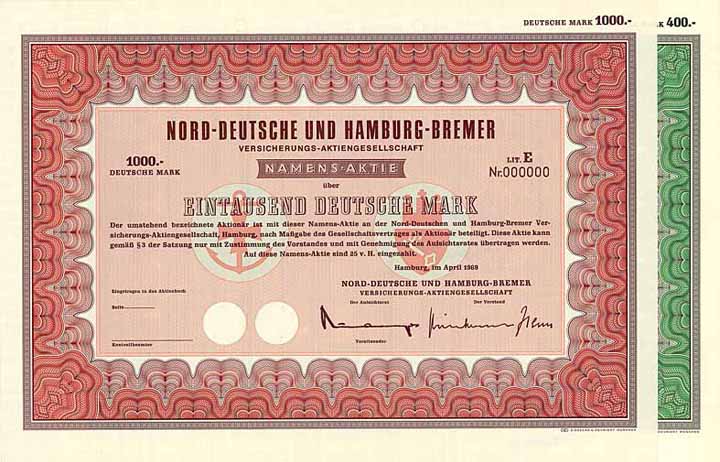 DEUTSCHE MARK 1000.-
K 400.-
NORD-DEUTSCHE UND HAMBURG-BREMER
VERSICHERUNGS-AKTIENGESELLSCHAFT
1000.-
DEUTSCHE MARK
NAMENS-AKTIE
LIT. E
Nr. 000000
über
EINTAUSEND DEUTSCHE MARK
Der umstehend bezeichnete Aktionär ist mit dieser Namens-Aktie an der Nord-Deutschen und Hamburg-Bremer Ver-
sicherungs-Aktiengesellschaft, Hamburg, nach Maßgabe des Gesellschaftsvertrages als Aktionär beteiligt. Diese Aktie kann
gemäß §3 der Satzung nur mit Zustimmung des Vorstandes und mit Genehmigung des Aufsichtsrates übertragen werden.
Auf diese Namens-Aktie sind 25 v. H. eingezahlt.
Hamburg, im April 1968
Eingetragen in das Aktienbuch
NORD-DEUTSCHE UND HAMBURG-BREMER
VERSICHERUNGS-AKTIENGESELLSCHAFT
Seite
Der Aufsichtsrat Der Vorstand
Kontrollbeamter
Vorsitzender